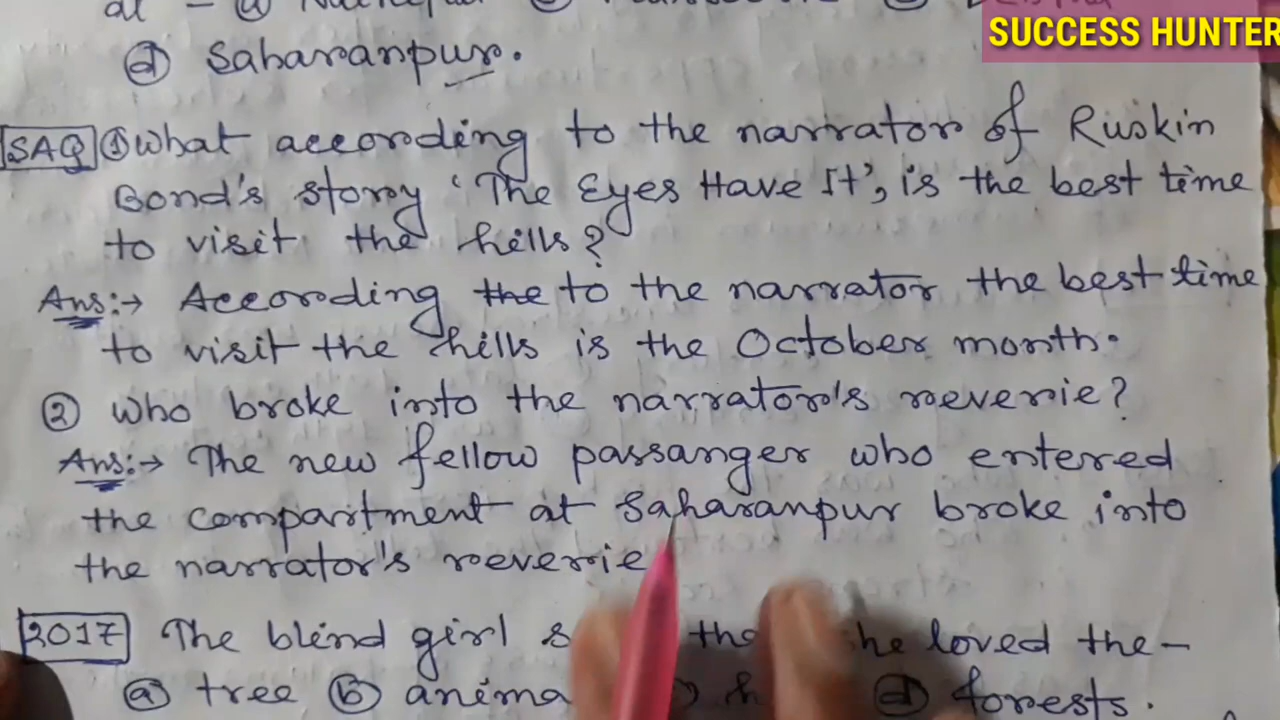 at - ⓐ
SUCCESS HUNTER
ⓓ Saharanpur.
SAQ ① What according to the narrator of Ruskin
Bond's story 'The Eyes Have It', is the best time
to visit the hills?
Ans:→ According the to the narrator the best time
to visit the hills is the October month.
② Who broke into the narrator's reverie?
Ans:→ The new fellow passanger who entered
the compartment at Saharanpur broke into
the narrator's reverie
2017 The blind girl the loved the-
ⓐ tree ⓑ ⓓ forests.